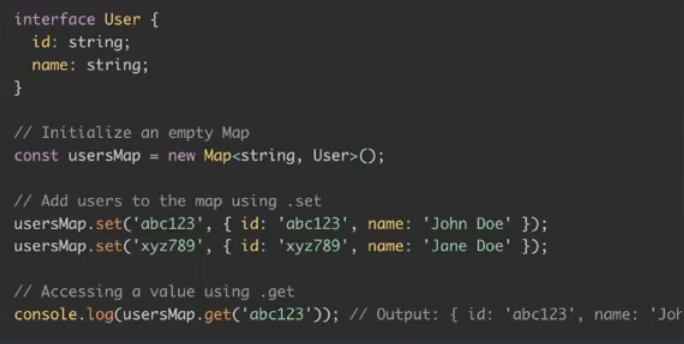 interface User {
id: string;
name: string;
}
// Initialize an empty Map
const usersMap = new Map<string, User>();
// Add users to the map using .set
usersMap.set('abc123', { id: 'abc123', name: 'John Doe' });
usersMap.set('xyz789', { id: 'xyz789', name: 'Jane Doe' });
// Accessing a value using .get
console.log(usersMap.get('abc123')); // Output: { id: 'abc123', name: 'Joh